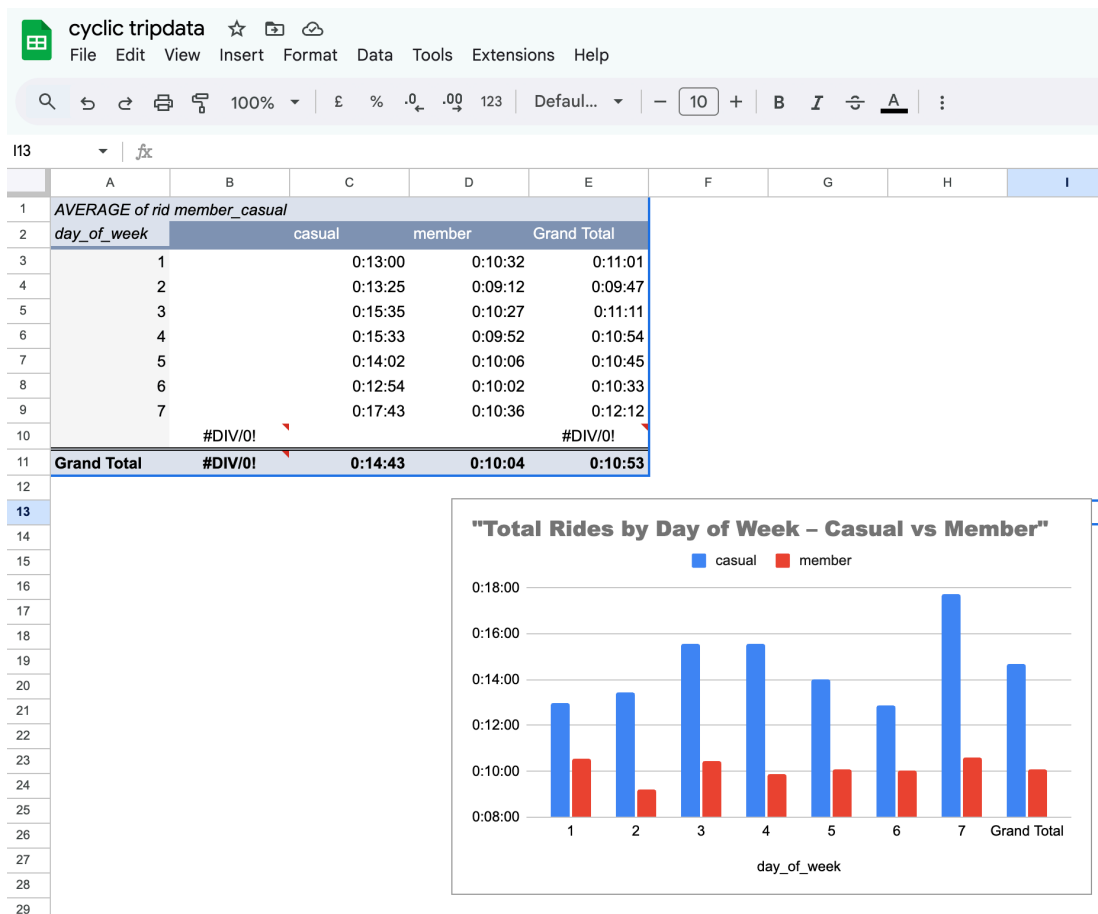 cyclic tripdata
File Edit View Insert Format Data Tools Extensions Help
100% £ % .0 .00 123 Defaul... − 10 + B I S A
I13 fx
A B C D E F G H I
1 AVERAGE of rid member_casual
2 day_of_week casual member Grand Total
3 1 0:13:00 0:10:32 0:11:01
4 2 0:13:25 0:09:12 0:09:47
5 3 0:15:35 0:10:27 0:11:11
6 4 0:15:33 0:09:52 0:10:54
7 5 0:14:02 0:10:06 0:10:45
8 6 0:12:54 0:10:02 0:10:33
9 7 0:17:43 0:10:36 0:12:12
10 #DIV/0! #DIV/0!
11 Grand Total #DIV/0! 0:14:43 0:10:04 0:10:53
12
13
14
15
16
17
18
19
20
21
22
23
24
25
26
27
28
29
"Total Rides by Day of Week – Casual vs Member"
casual member
0:18:00
0:16:00
0:14:00
0:12:00
0:10:00
0:08:00
1 2 3 4 5 6 7 Grand Total
day_of_week